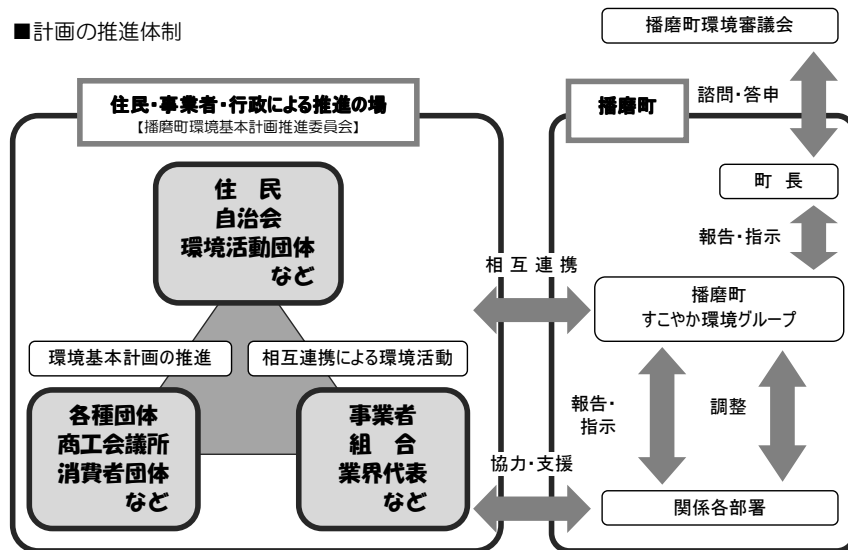 ■計画の推進体制
住民・事業者・行政による推進の場
【播磨町環境基本計画推進委員会】
住 民
自治会
環境活動団体
など
環境基本計画の推進
相互連携による環境活動
各種団体
商工会議所
消費者団体
など
事業者
組 合
業界代表
など
相 互 連 携
協力・支援
播磨町環境審議会
播磨町
諮問・答申
町 長
報告・指示
播磨町
すこやか環境グループ
報告・
指示
調整
関係各部署